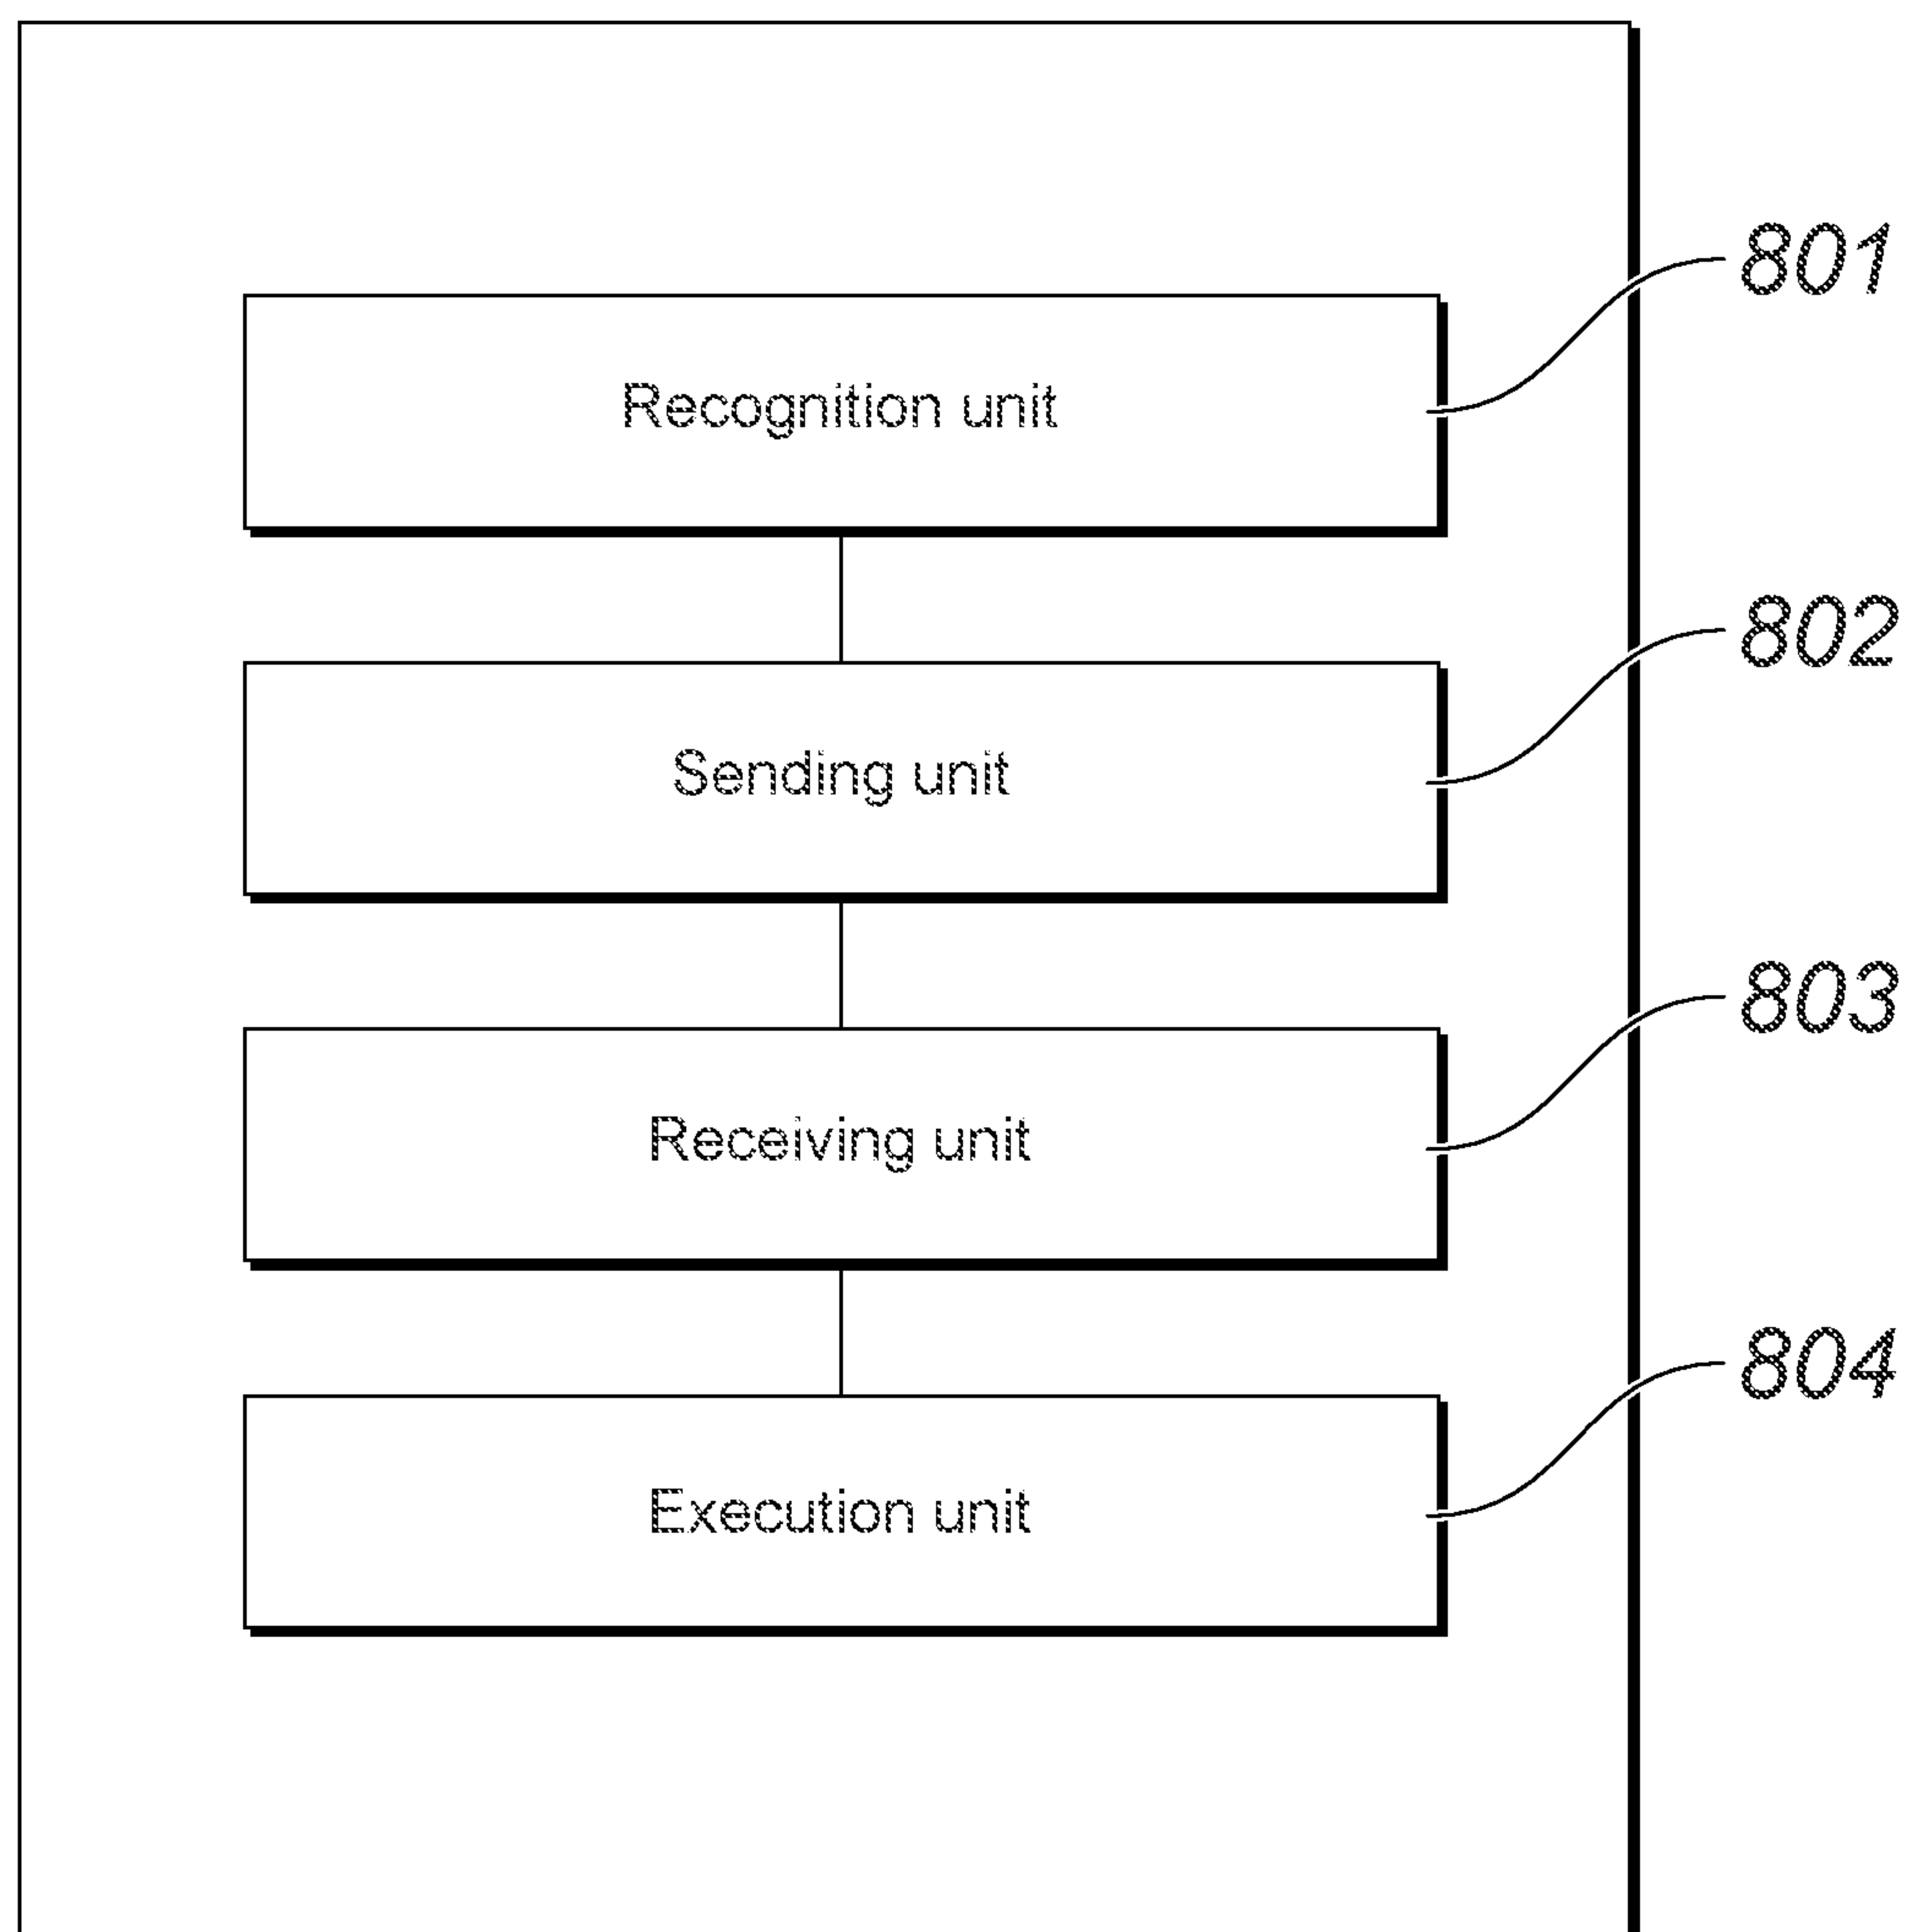 801
Recognition unit
802
Sending unit
803
Receiving unit
804
Execution unit